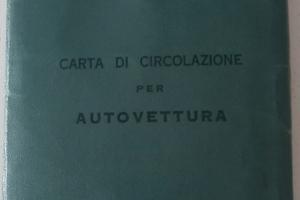 CARTA DI CIRCOLAZIONE
PER
AUTOVETTURA